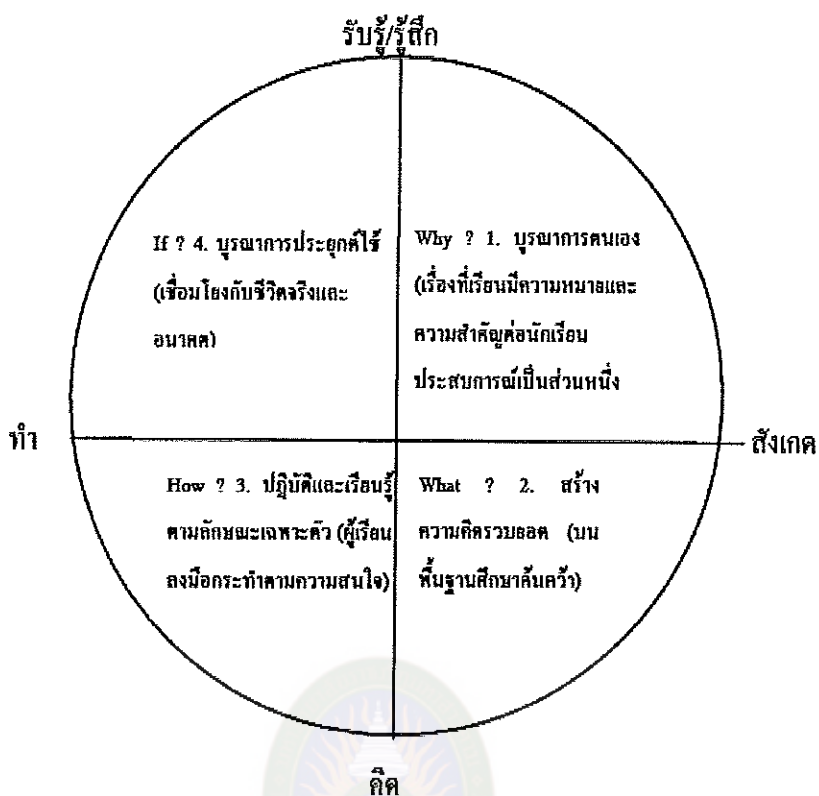 รับรู้/รู้สึก
If ? 4. บูรณาการประยุกต์ใช้
(เชื่อมโยงกับชีวิตจริงและ
อนาคต)
Why ? 1. บูรณาการตนเอง
(เรื่องที่เรียนมีความหมายและ
ความสำคัญต่อนักเรียน
ประสบการณ์เป็นส่วนหนึ่ง
ทำ
สังเกต
How ? 3. ปฏิบัติและเรียนรู้
ตามลักษณะเฉพาะตัว (ผู้เรียน
ลงมือกระทำตามความสนใจ)
What ? 2. สร้าง
ความคิดรวบยอด (บน
พื้นฐานศึกษาค้นคว้า)
คิด